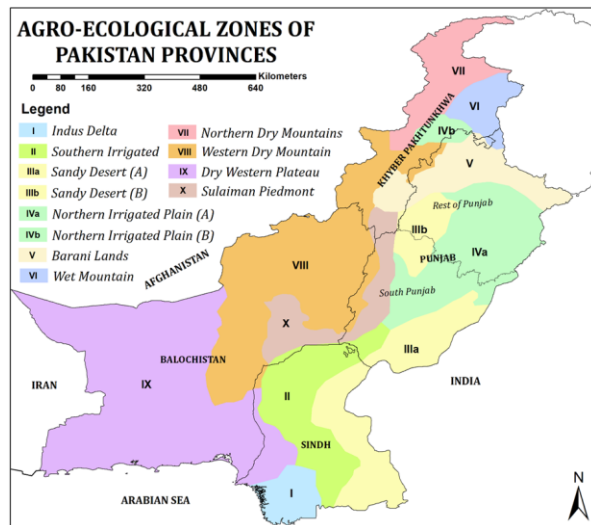 AGRO-ECOLOGICAL ZONES OF
PAKISTAN PROVINCES
Kilometers
0 80 160 320 480 640
Legend
I Indus Delta
II Southern Irrigated
IIIa Sandy Desert (A)
IIIb Sandy Desert (B)
IVa Northern Irrigated Plain (A)
IVb Northern Irrigated Plain (B)
V Barani Lands
VI Wet Mountain
VII Northern Dry Mountains
VIII Western Dry Mountain
IX Dry Western Plateau
X Sulaiman Piedmont
VII
VI
IVb
KHYBER PAKHTUNKHWA
V
Rest of Punjab
IIIb
PUNJAB
IVa
AFGHANISTAN
VIII
South Punjab
X
IIIa
BALOCHISTAN
IRAN
IX
INDIA
II
SINDH
N
ARABIAN SEA
I